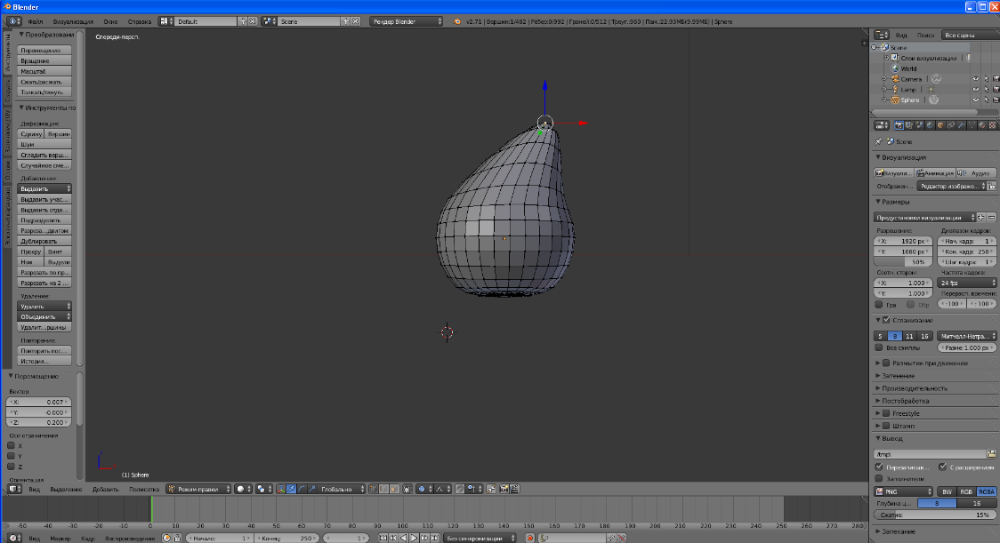 Blender
Файл Визуализация Окно Справка Default Scene Рендер Blender v2.71 | Вершин:1/482 | Рёбер:0/992 | Граней:0/512 | Треуг.:960 | Пам.:22.93МБ(9.99МБ) | Sphere
Вид Поиск Все сцены
Преобразовани
Спереди-персп.
Scene
Перемещение
Слои визуализации
Вращение
World
Масштаб
Camera
Сжать/расжать
Lamp
Толкать/тянуть
Sphere
Инструменты по
Деформация:
Сдвину Вершин
Шум
Scene
Сгладить верш...
Визуализация
Случайное сме...
Визуали... Анимация Аудио
Добавление:
Отображен... Редактор изображе...
Выдавить
Размеры
Выдавить учас...
Выдавить отде...
Предустановки визуализации
Подразделить
Разреза...двигом
Разрешение: Диапазон кадров:
Дублировать
X: 1920 px Нач. кадр: 1
Прокру Винт
Y: 1080 px Кон. кадр: 250
Нож Выдели
50% Шаг кадра: 1
Разрезать по пр...
Соотн. сторон: Частота кадров:
Разрезать на 2 ...
X: 1.000 24 fps
Y: 1.000 Перерасп. времени:
Удаление:
Гра Обр :100 : 100
Удалить
Объединить
Сглаживание
Удалит...ршины
5 8 11 16 Митчелл-Нетра...
Повторение:
Все сэмплы Разме: 1.000 px
Повторить пос...
История...
Размытие при движении
Перемещение
Затенение
Вектор
Производительность
X: 0.007
Постобработка
Y: -0.000
Freestyle
Z: 0.200
Штамп
Оси ограничения
Вывод
X
Y
/tmp\
Z
Перезаписыв... С расширением
Ориентация
(1) Sphere
Заполнители
Вид Выделение Добавить Полисетка Режим правки Глобально
PNG BW RGB RGBA
Глубина ц... 8 16
Сжатие: 15%
-50 -40 -30 -20 -10 0 10 20 30 40 50 60 70 80 90 100 110 120 130 140 150 160 170 180 190 200 210 220 230 240 250 260 270 280
Запекание
Вид Маркер Кадр Воспроизведение Начало: 1 Конец: 250 1 Без синхронизации